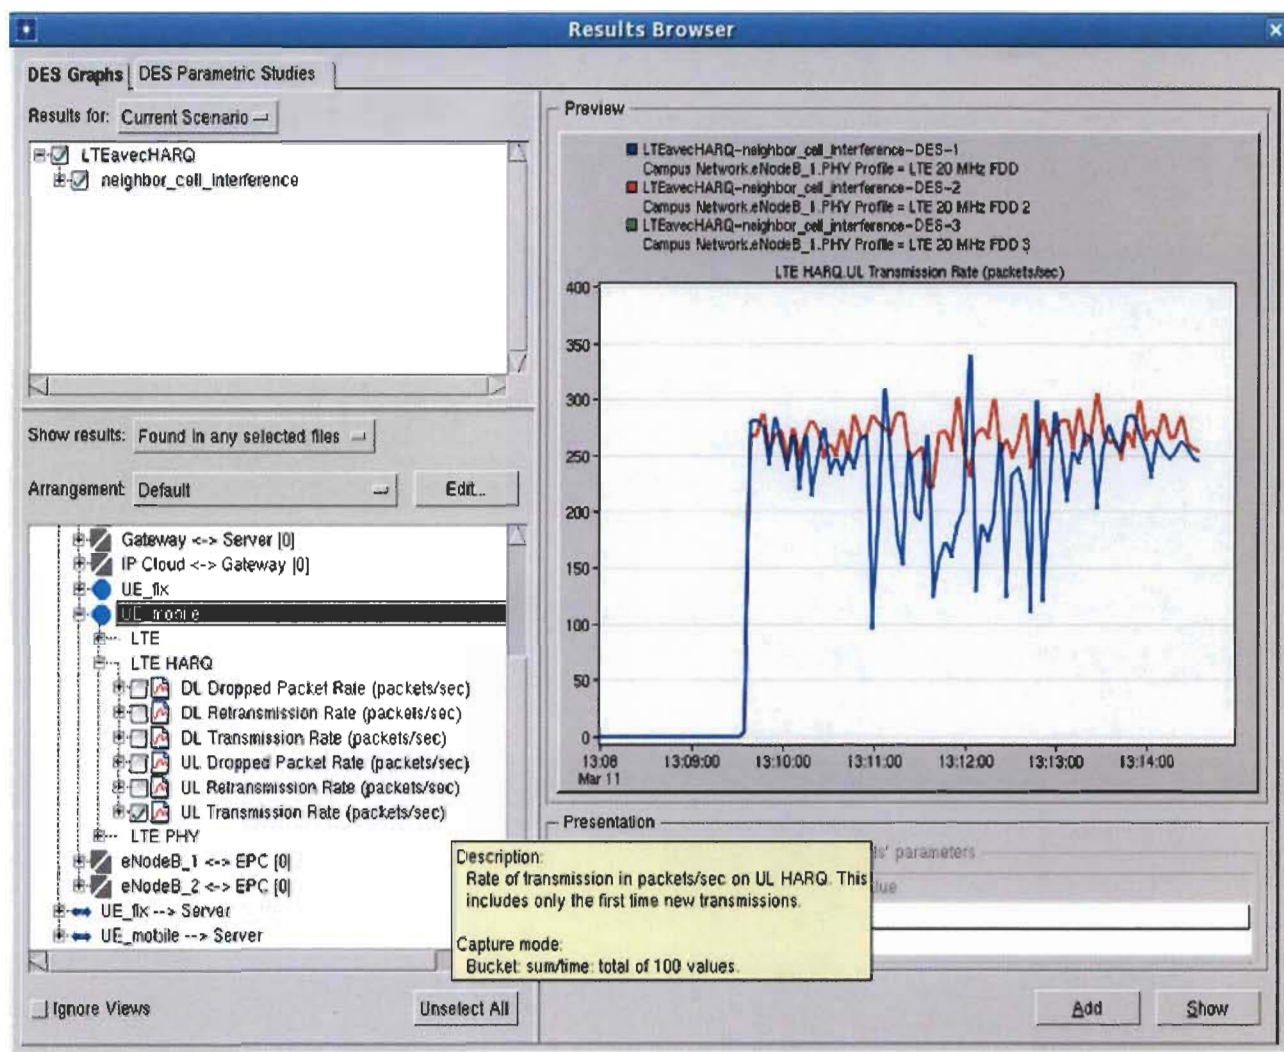 Results Browser
DES Graphs
DES Parametric Studies
Results for: Current Scenario
LTEavecHARQ
neighbor_cell_interference
Show results: Found in any selected files
Arrangement: Default
Edit...
Gateway <-> Server [0]
IP Cloud <-> Gateway [0]
UE_fix
UE_mobile
LTE
LTE HARQ
DL Dropped Packet Rate (packets/sec)
DL Retransmission Rate (packets/sec)
DL Transmission Rate (packets/sec)
UL Dropped Packet Rate (packets/sec)
UL Retransmission Rate (packets/sec)
UL Transmission Rate (packets/sec)
LTE PHY
eNodeB_1 <-> EPC [0]
eNodeB_2 <-> EPC [0]
UE_fix --> Server
UE_mobile --> Server
Ignore Views
Unselect All
Preview
LTEavecHARQ-neighbor_cell_interference-DES-1
Campus Network.eNodeB_1.PHY Profile = LTE 20 MHz FDD
LTEavecHARQ-neighbor_cell_interference-DES-2
Campus Network.eNodeB_1.PHY Profile = LTE 20 MHz FDD 2
LTEavecHARQ-neighbor_cell_interference-DES-3
Campus Network.eNodeB_1.PHY Profile = LTE 20 MHz FDD 3
LTE HARQ.UL Transmission Rate (packets/sec)
400
350
300
250
200
150
100
50
0
13:08 13:09:00 13:10:00 13:11:00 13:12:00 13:13:00 13:14:00
Mar 11
Presentation
parameters
Description:
Rate of transmission in packets/sec on UL HARQ. This
includes only the first time new transmissions.
Capture mode:
Bucket: sum/time: total of 100 values.
Add
Show